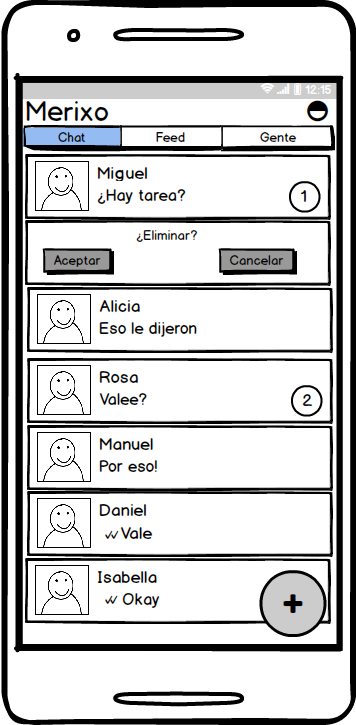 12:15
Merixo
Chat Feed Gente
Miguel
¿Hay tarea?
1
¿Eliminar?
Aceptar Cancelar
Alicia
Eso le dijeron
Rosa
Valee?
2
Manuel
Por eso!
Daniel
Vale
Isabella
Okay
+